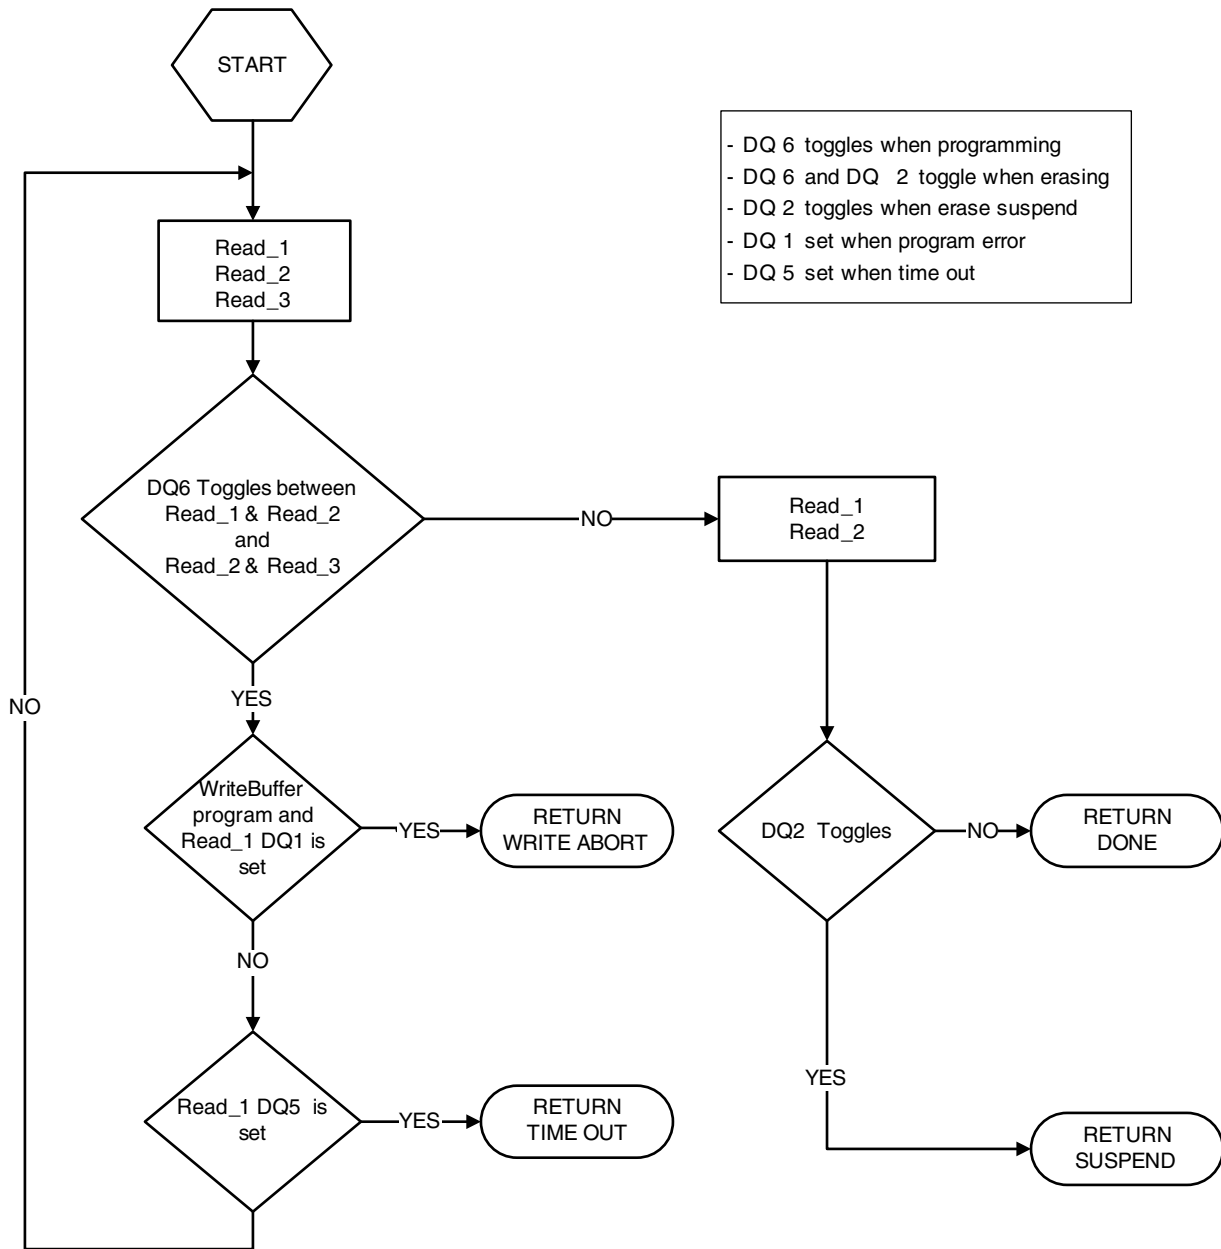 START
- DQ 6 toggles when programming
- DQ 6 and DQ 2 toggle when erasing
- DQ 2 toggles when erase suspend
- DQ 1 set when program error
- DQ 5 set when time out
Read_1
Read_2
Read_3
DQ6 Toggles between
Read_1 & Read_2
and
Read_2 & Read_3
NO
Read_1
Read_2
YES
NO
WriteBuffer
program and
Read_1 DQ1 is
set
YES
RETURN
WRITE ABORT
DQ2 Toggles
NO
RETURN
DONE
NO
YES
Read_1 DQ5 is
set
YES
RETURN
TIME OUT
RETURN
SUSPEND